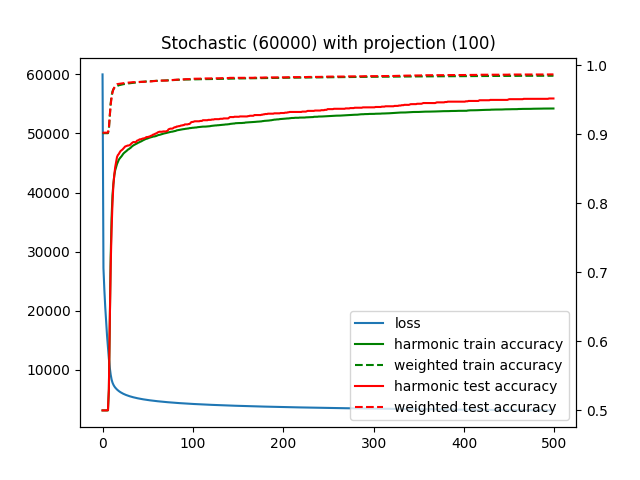 Stochastic (60000) with projection (100)
60000
50000
40000
30000
20000
10000
1.0
0.9
0.8
0.7
0.6
0.5
loss
harmonic train accuracy
weighted train accuracy
harmonic test accuracy
weighted test accuracy
0 100 200 300 400 500